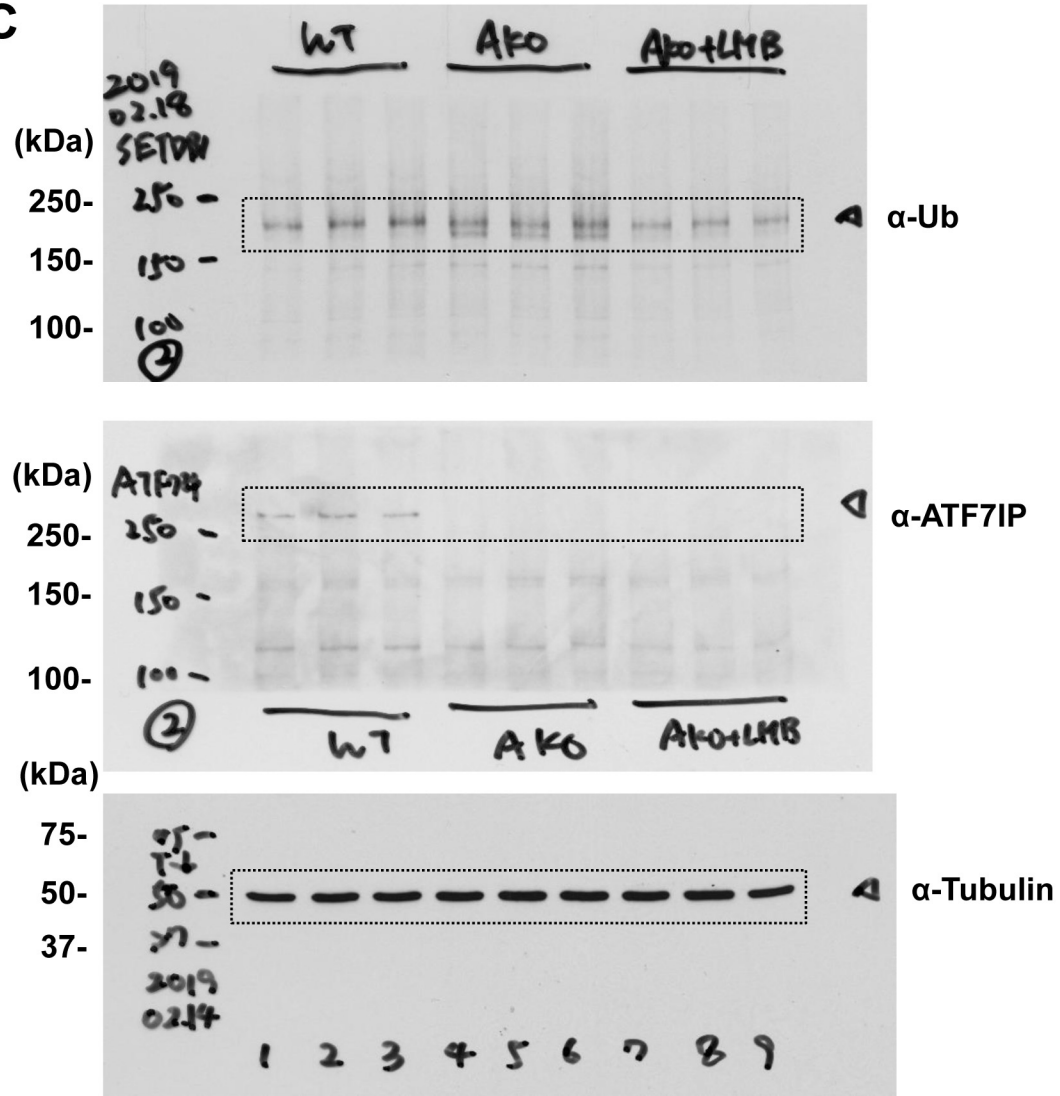 C
WT AKO AKO+LMB
2019
02.18
(kDa) SETDB1
250- 250 - α-Ub
150- 150 -
100- 100
②
(kDa) ATF7IP
α-ATF7IP
250- 250 -
150- 150 -
100- 100 -
②
WT AKO AKO+LMB
(kDa)
75- 75 -
50- 50 - α-Tubulin
37- 37 -
2019
02.14
1 2 3 4 5 6 7 8 9